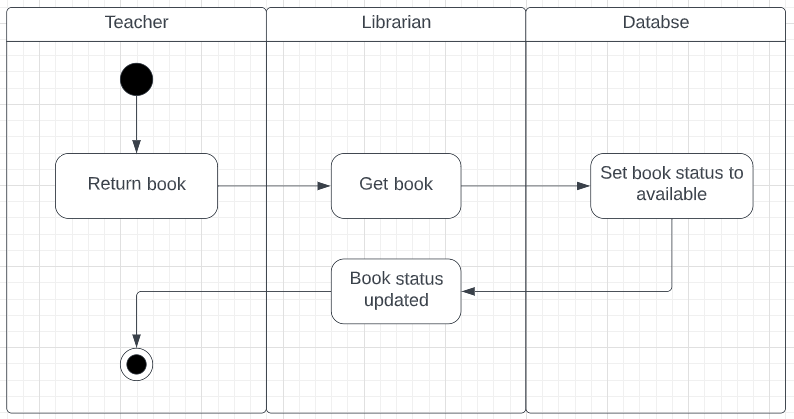 Teacher
Librarian
Databse
Return book
Get book
Set book status to
available
Book status
updated